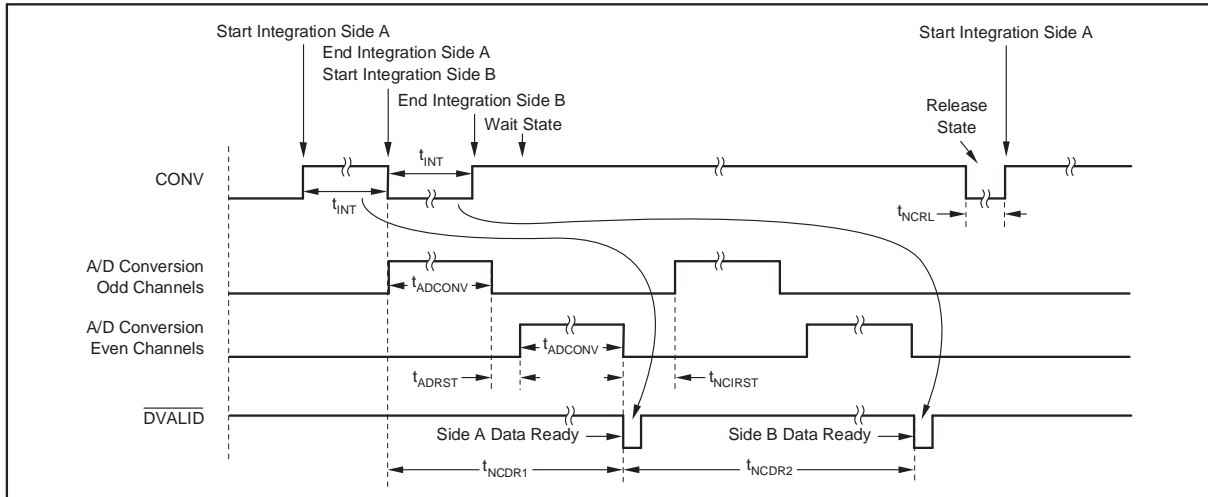 Start Integration Side A
End Integration Side A
Start Integration Side B
End Integration Side B
Wait State
Release
State
Start Integration Side A
CONV
tINT
tINT
tNCRL
A/D Conversion
Odd Channels
tADCONV
A/D Conversion
Even Channels
tADCONV
tADRST
tNCIRST
DVALID
Side A Data Ready
Side B Data Ready
tNCDR1
tNCDR2